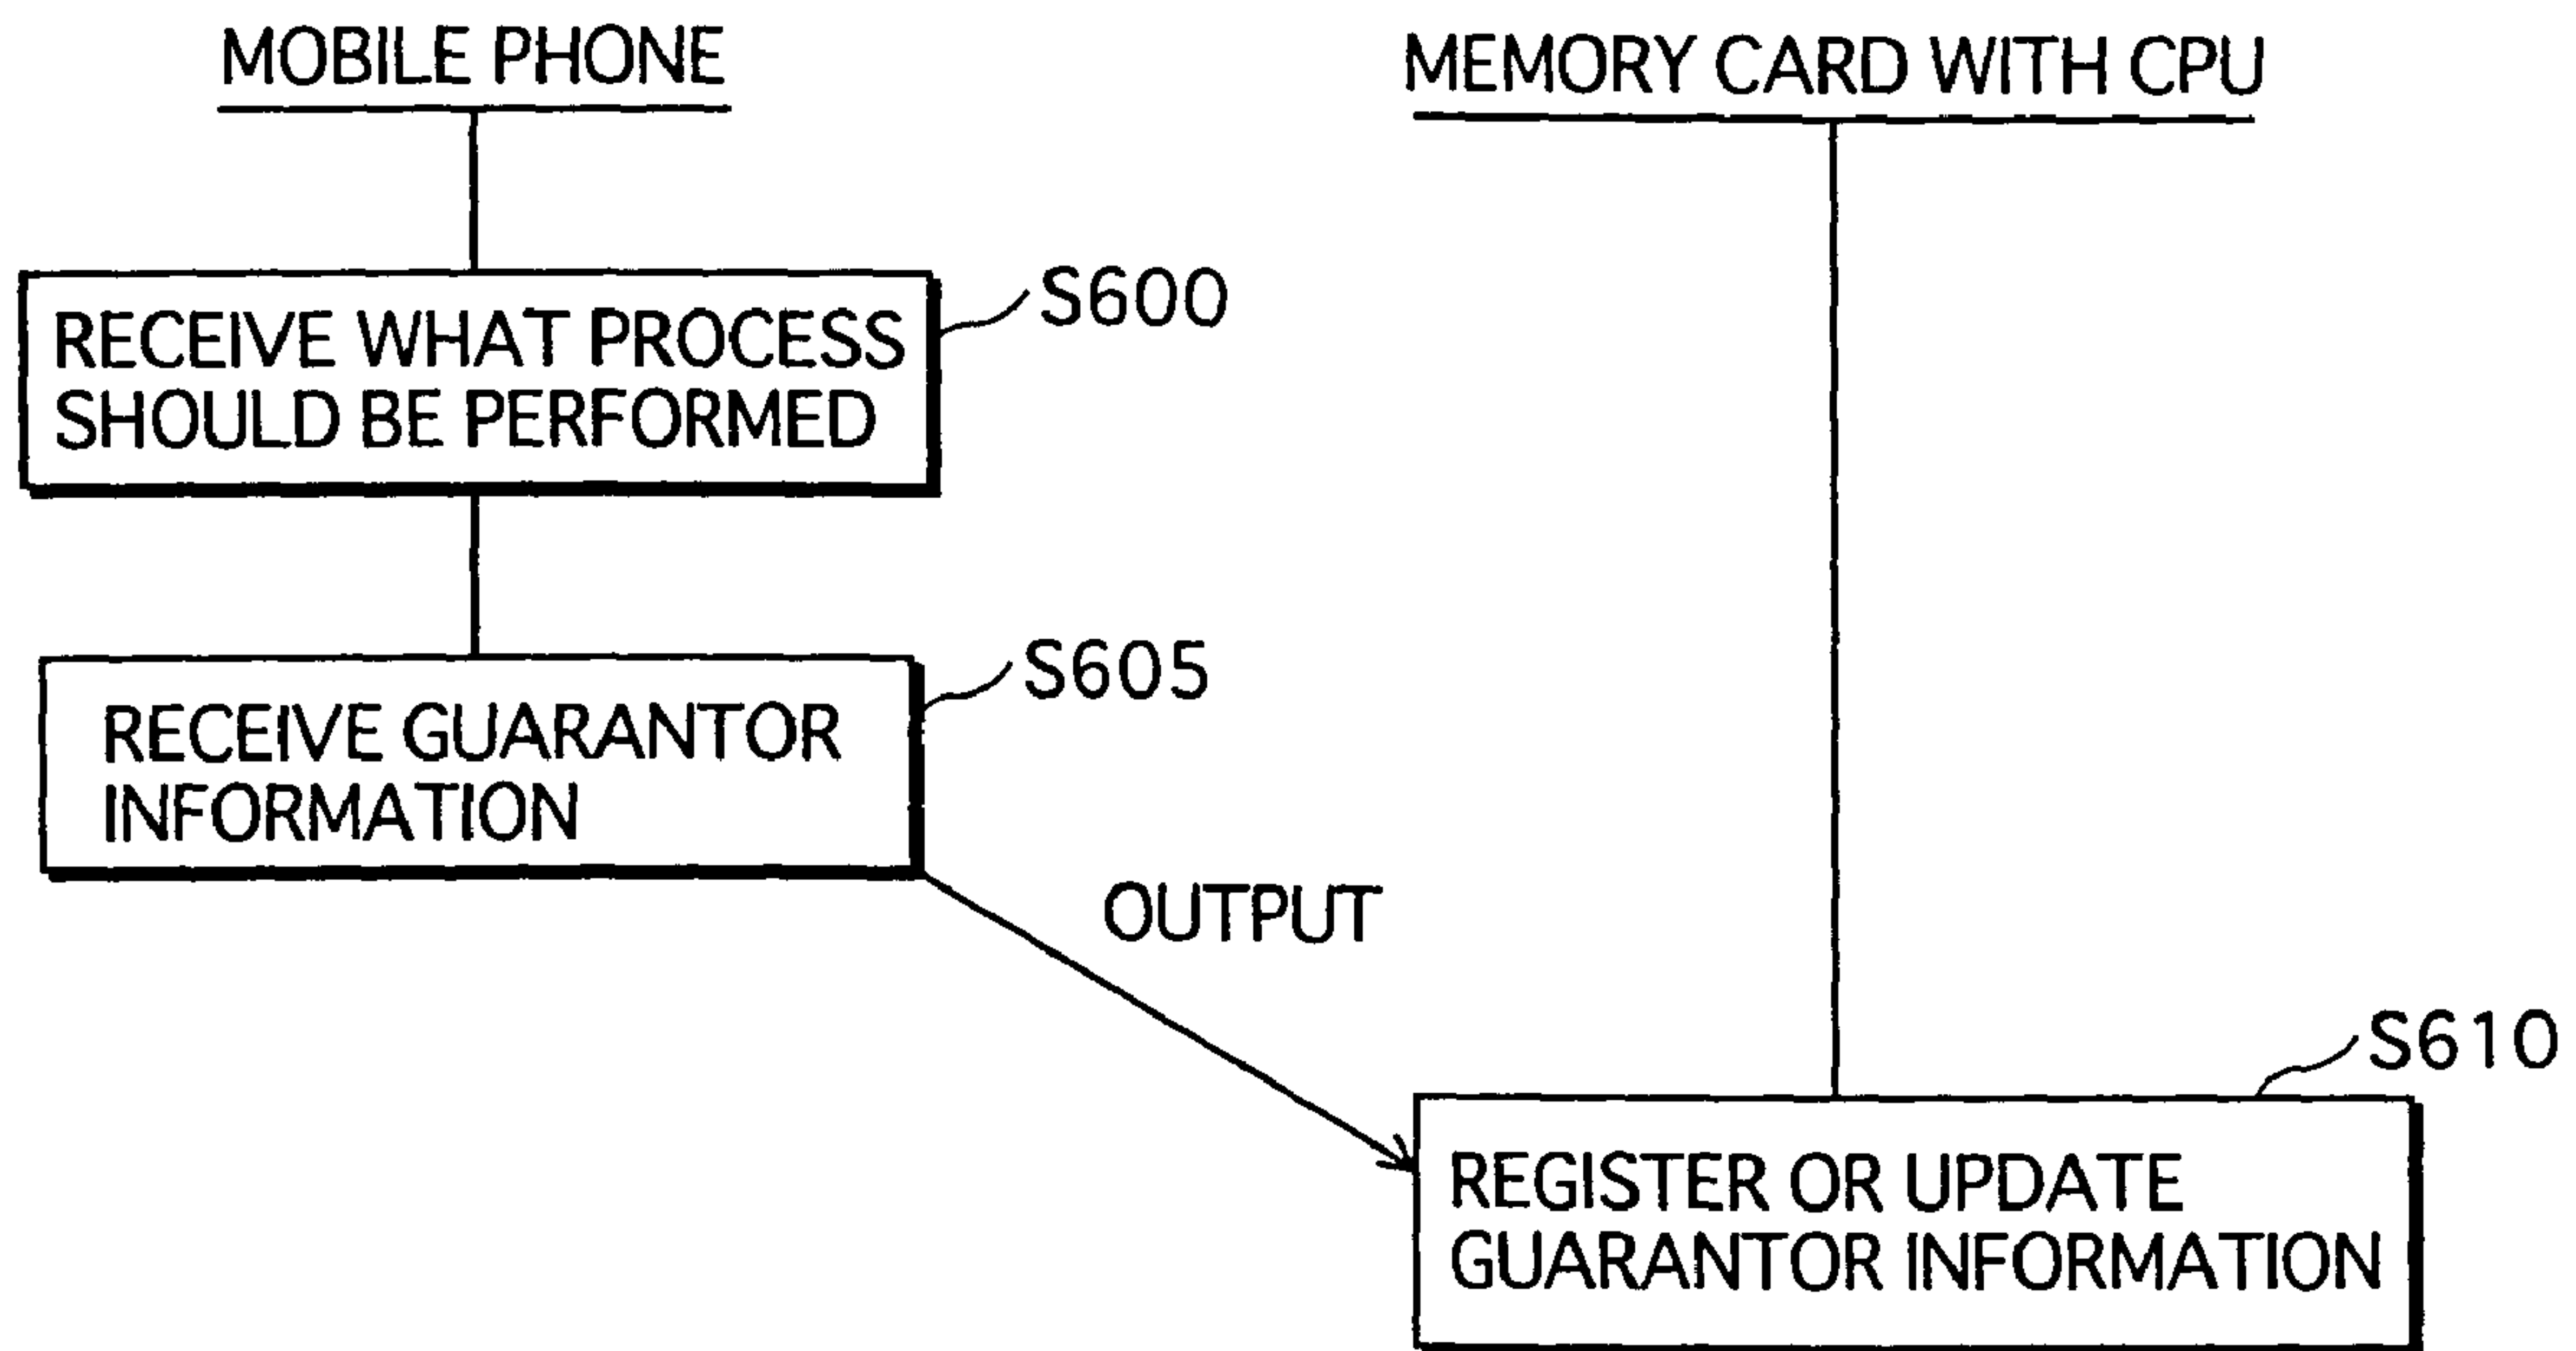 MOBILE PHONE
MEMORY CARD WITH CPU
S600
RECEIVE WHAT PROCESS
SHOULD BE PERFORMED
S605
RECEIVE GUARANTOR
INFORMATION
OUTPUT
S610
REGISTER OR UPDATE
GUARANTOR INFORMATION